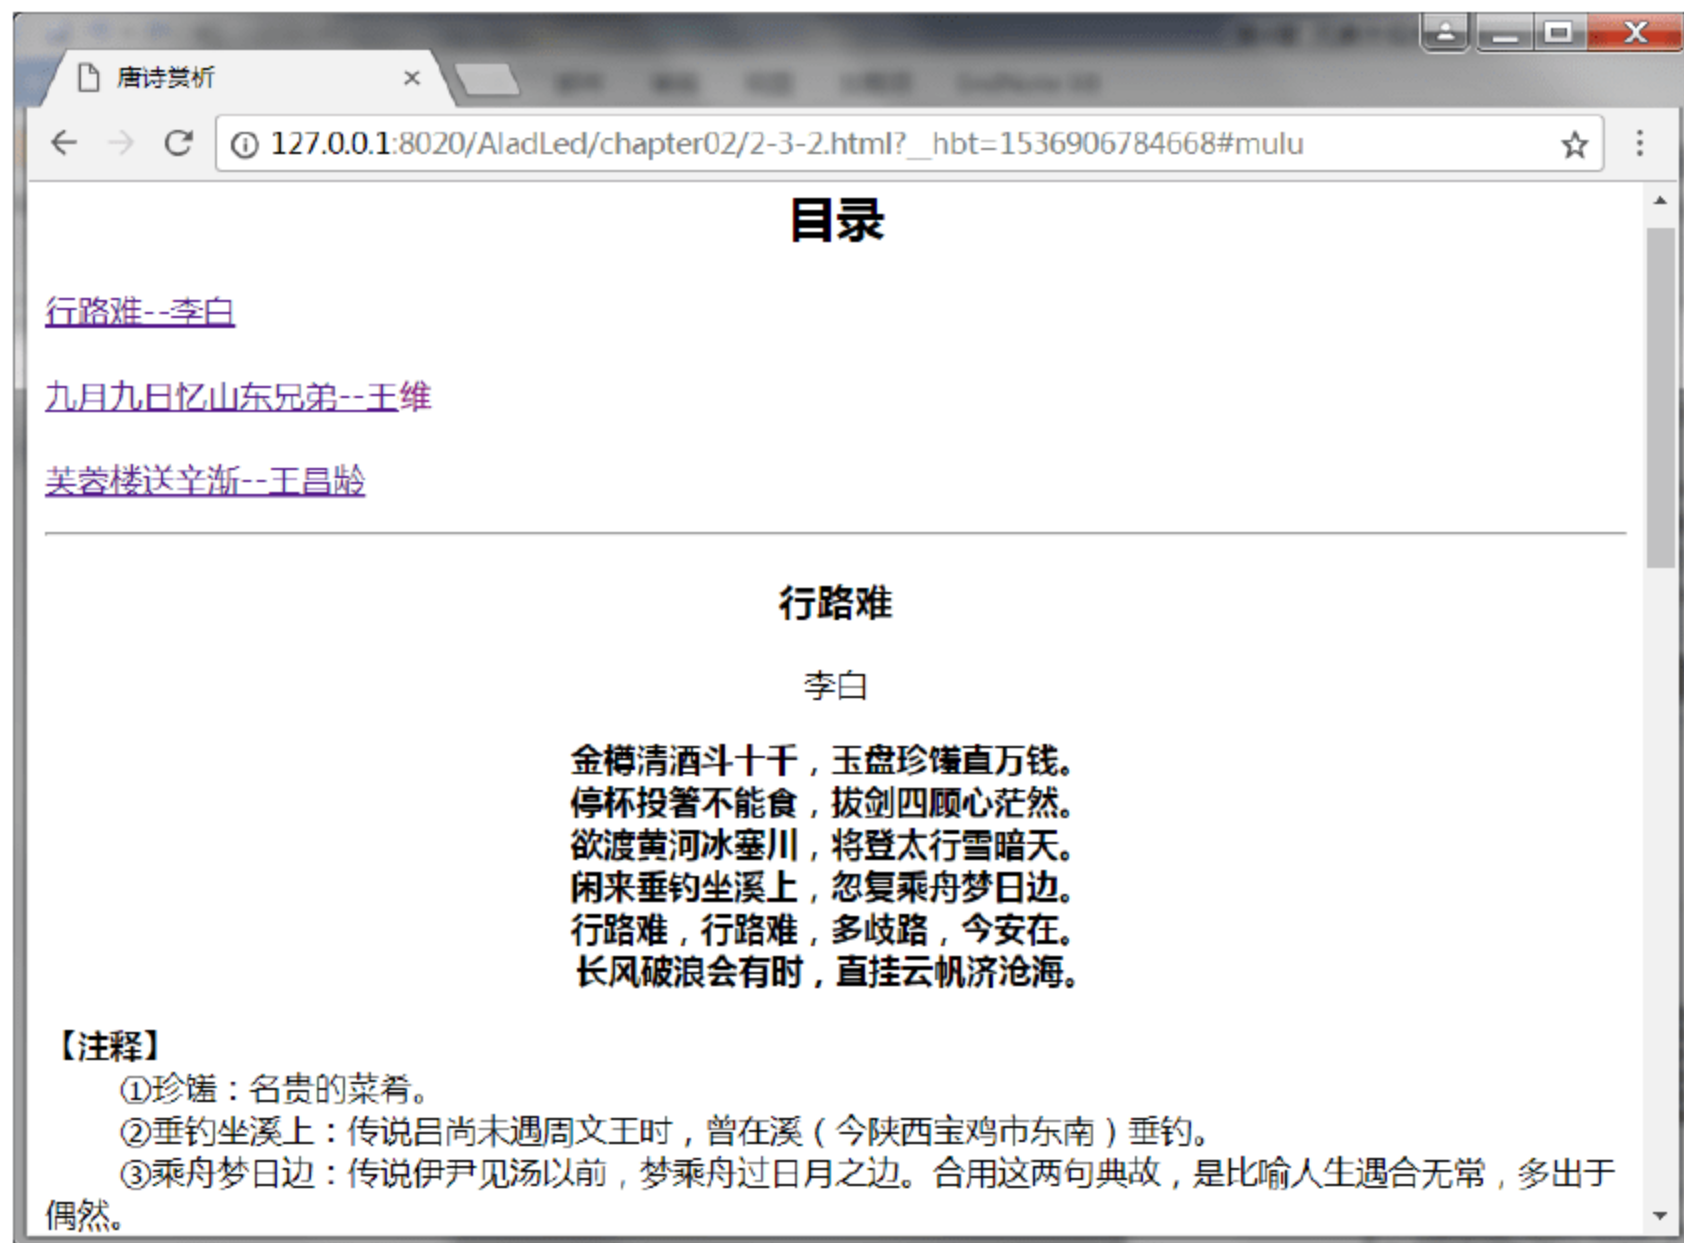 唐诗赏析
127.0.0.1:8020/AladLed/chapter02/2-3-2.html?__hbt=1536906784668#mulu
目录
行路难--李白
九月九日忆山东兄弟--王维
芙蓉楼送辛渐--王昌龄
行路难
李白
金樽清酒斗十千，玉盘珍馐直万钱。
停杯投箸不能食，拔剑四顾心茫然。
欲渡黄河冰塞川，将登太行雪暗天。
闲来垂钓坐溪上，忽复乘舟梦日边。
行路难，行路难，多歧路，今安在。
长风破浪会有时，直挂云帆济沧海。
【注释】
①珍馐：名贵的菜肴。
②垂钓坐溪上：传说吕尚未遇周文王时，曾在溪（今陕西宝鸡市东南）垂钓。
③乘舟梦日边：传说伊尹见汤以前，梦乘舟过日月之边。合用这两句典故，是比喻人生遇合无常，多出于
偶然。